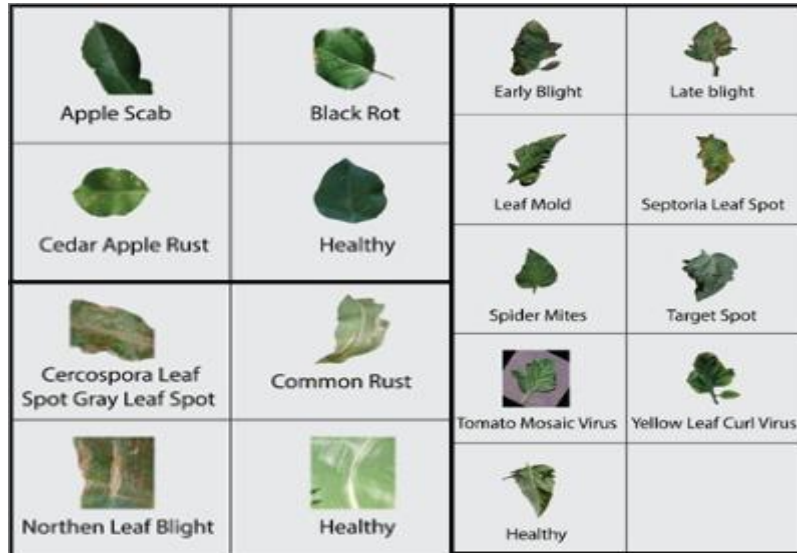 Apple Scab
Black Rot
Cedar Apple Rust
Healthy
Cercospora Leaf
Spot Gray Leaf Spot
Common Rust
Northen Leaf Blight
Healthy
Early Blight
Late blight
Leaf Mold
Septoria Leaf Spot
Spider Mites
Target Spot
Tomato Mosaic Virus
Yellow Leaf Curl Virus
Healthy